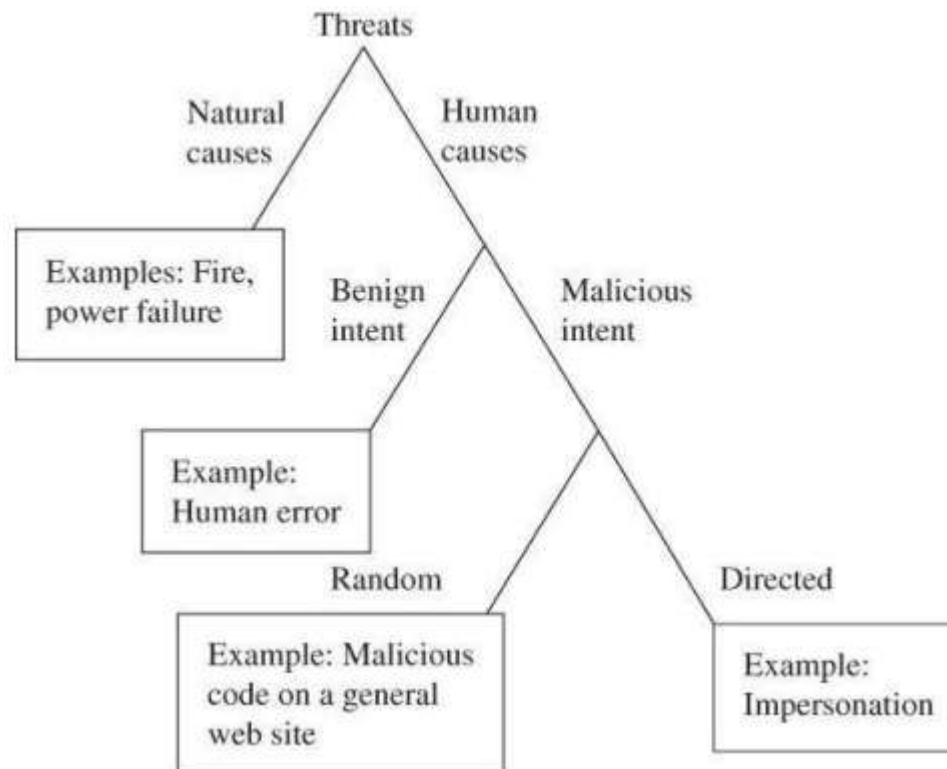 Threats
Natural
causes
Human
causes
Examples: Fire,
power failure
Benign
intent
Malicious
intent
Example:
Human error
Random
Directed
Example: Malicious
code on a general
web site
Example:
Impersonation